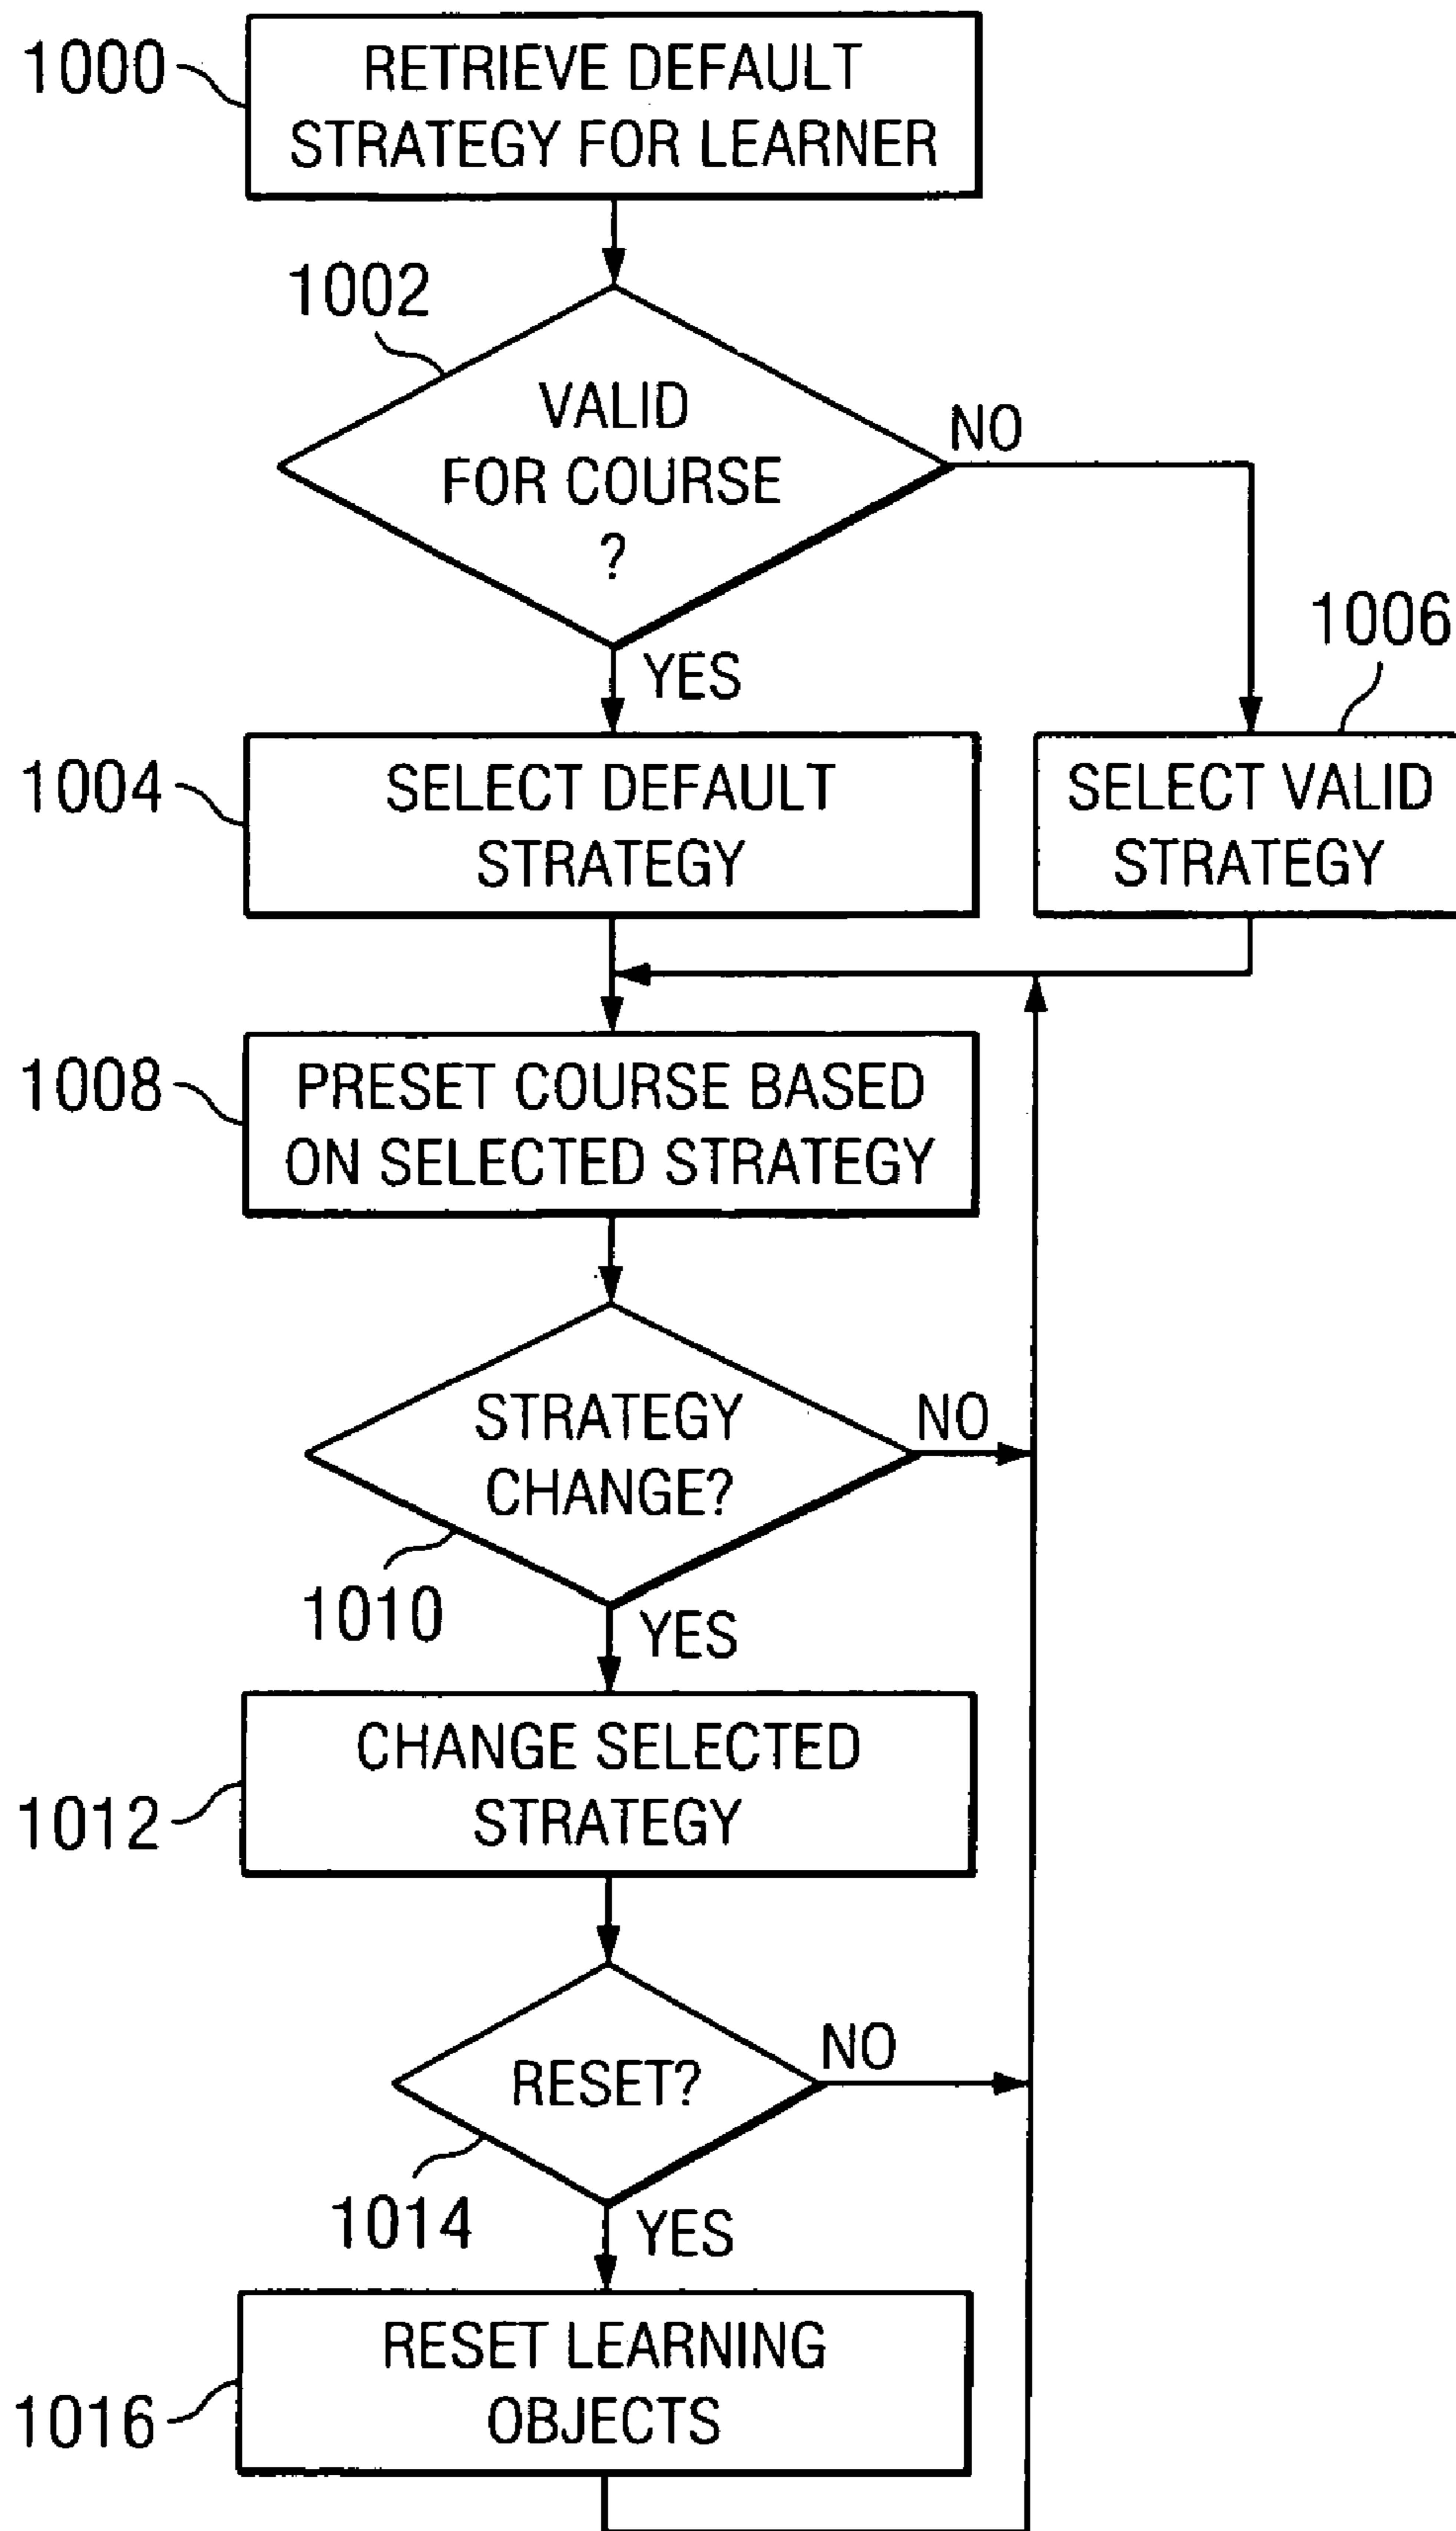 1000
RETRIEVE DEFAULT
STRATEGY FOR LEARNER
1002
VALID
FOR COURSE
?
NO
YES
1006
1004
SELECT DEFAULT
STRATEGY
SELECT VALID
STRATEGY
1008
PRESET COURSE BASED
ON SELECTED STRATEGY
STRATEGY
CHANGE?
NO
1010
YES
1012
CHANGE SELECTED
STRATEGY
RESET?
NO
1014
YES
1016
RESET LEARNING
OBJECTS